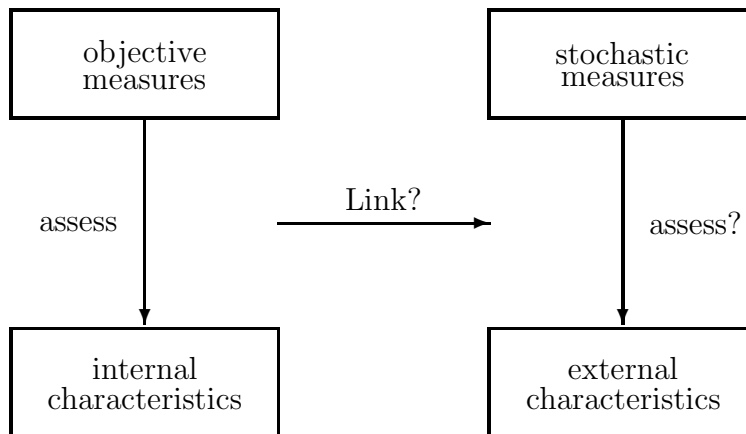 objective
measures
stochastic
measures
Link?
assess
assess?
internal
characteristics
external
characteristics